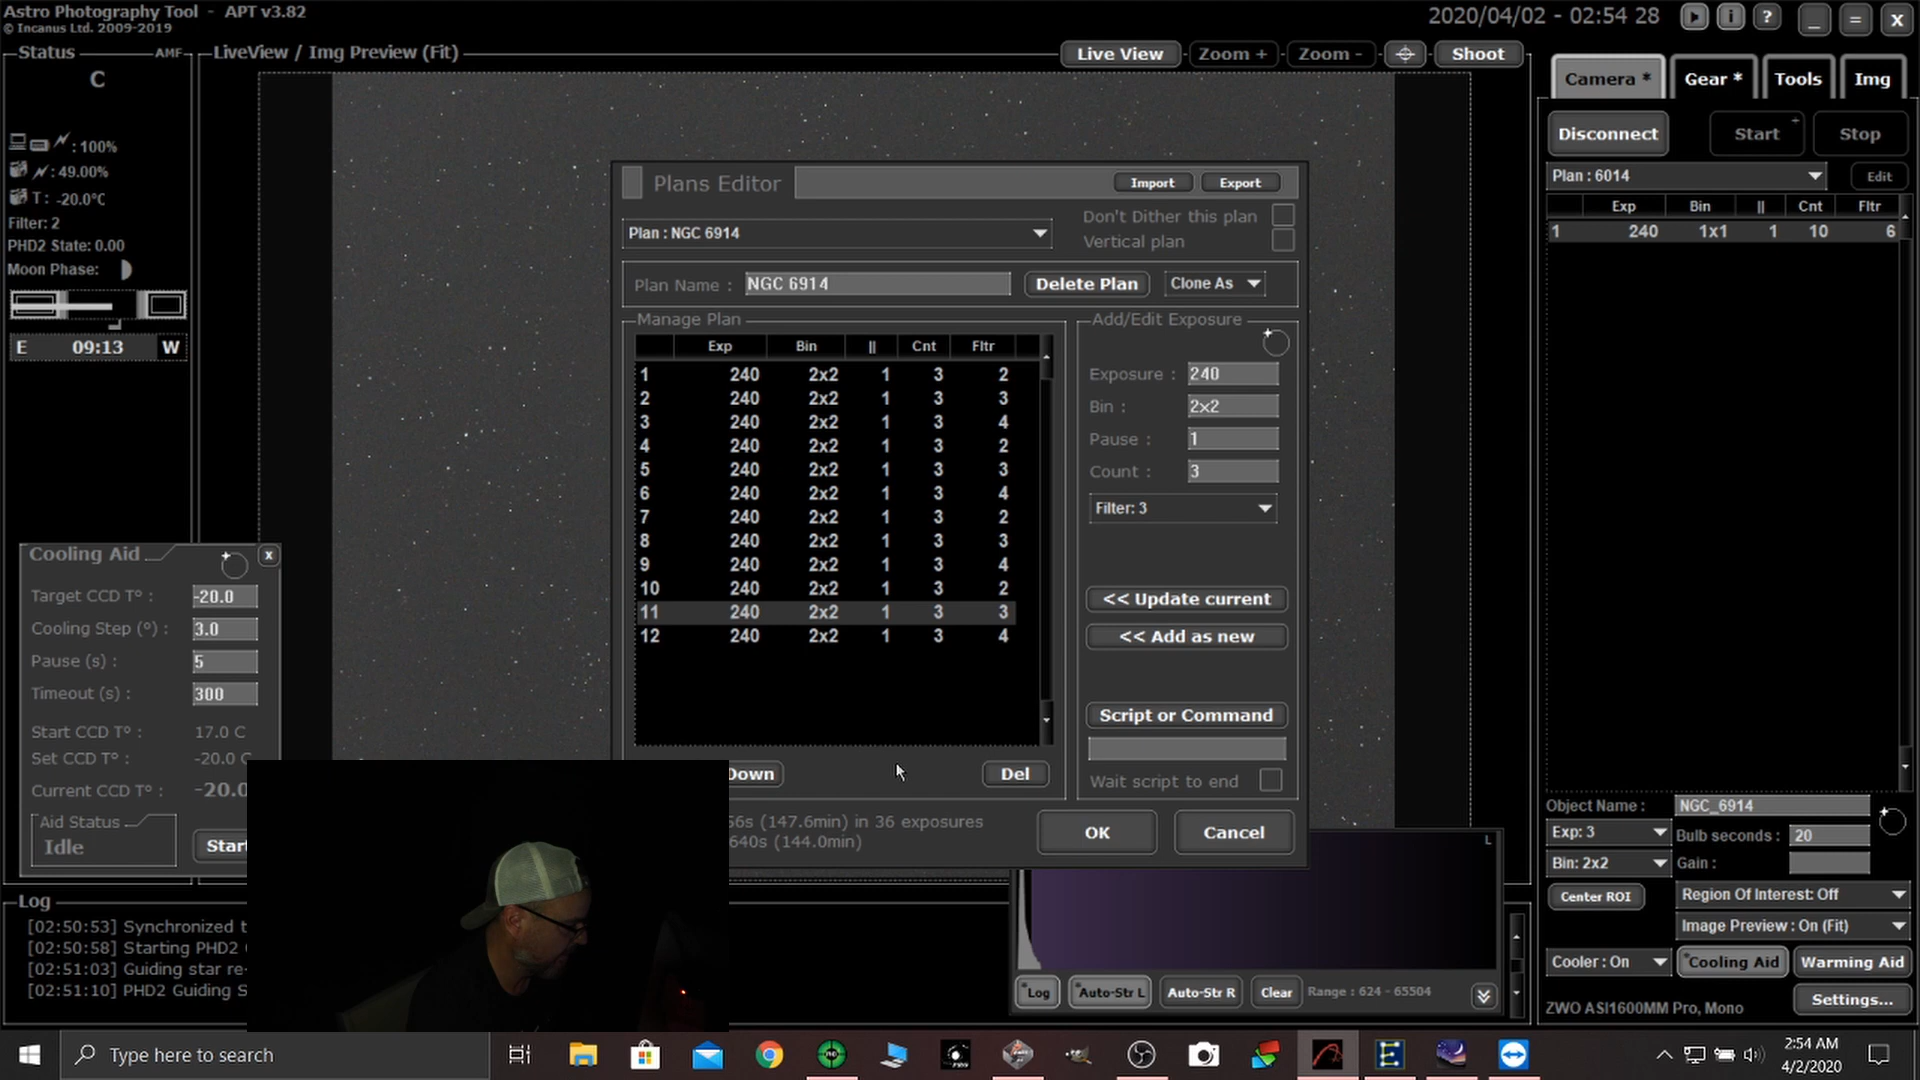 Astro Photography Tool - APT v3.82
© Incanus Ltd. 2009-2019
2020/04/02 - 02:54 28
i
?
_
=
x
Status
AMF
C
: 100%
: 49.00%
T: -20.0°C
Filter: 2
PHD2 State: 0.00
Moon Phase:
E 09:13 W
LiveView / Img Preview (Fit)
Live View
Zoom +
Zoom -
Shoot
Camera *
Gear *
Tools
Img
Disconnect
Start +
Stop
Plan : 6014
Edit
Exp Bin || Cnt Fltr
1 240 1x1 1 10 6
Plans Editor
Import
Export
Plan : NGC 6914
Don't Dither this plan
Vertical plan
Plan Name : NGC 6914
Delete Plan
Clone As
Manage Plan
Exp Bin || Cnt Fltr
1 240 2x2 1 3 2
2 240 2x2 1 3 3
3 240 2x2 1 3 4
4 240 2x2 1 3 2
5 240 2x2 1 3 3
6 240 2x2 1 3 4
7 240 2x2 1 3 2
8 240 2x2 1 3 3
9 240 2x2 1 3 4
10 240 2x2 1 3 2
11 240 2x2 1 3 3
12 240 2x2 1 3 4
Down
Del
56s (147.6min) in 36 exposures
640s (144.0min)
Add/Edit Exposure
Exposure : 240
Bin : 2x2
Pause : 1
Count : 3
Filter: 3
<< Update current
<< Add as new
Script or Command
Wait script to end
OK
Cancel
Cooling Aid
x
Target CCD T° : -20.0
Cooling Step (°) : 3.0
Pause (s) : 5
Timeout (s) : 300
Start CCD T° : 17.0 C
Set CCD T° : -20.0 C
Current CCD T° : -20.0
Aid Status
Idle
Start
Log
[02:50:53] Synchronized t
[02:50:58] Starting PHD2
[02:51:03] Guiding star re-
[02:51:10] PHD2 Guiding S
L
*Log
*Auto-Str L
Auto-Str R
Clear
Range : 624 - 65504
Object Name : NGC_6914
Exp: 3
Bulb seconds : 20
Bin: 2x2
Gain :
Center ROI
Region Of Interest: Off
Image Preview : On (Fit)
Cooler : On
*Cooling Aid
Warming Aid
ZWO ASI1600MM Pro, Mono
Settings...
Type here to search
2:54 AM
4/2/2020